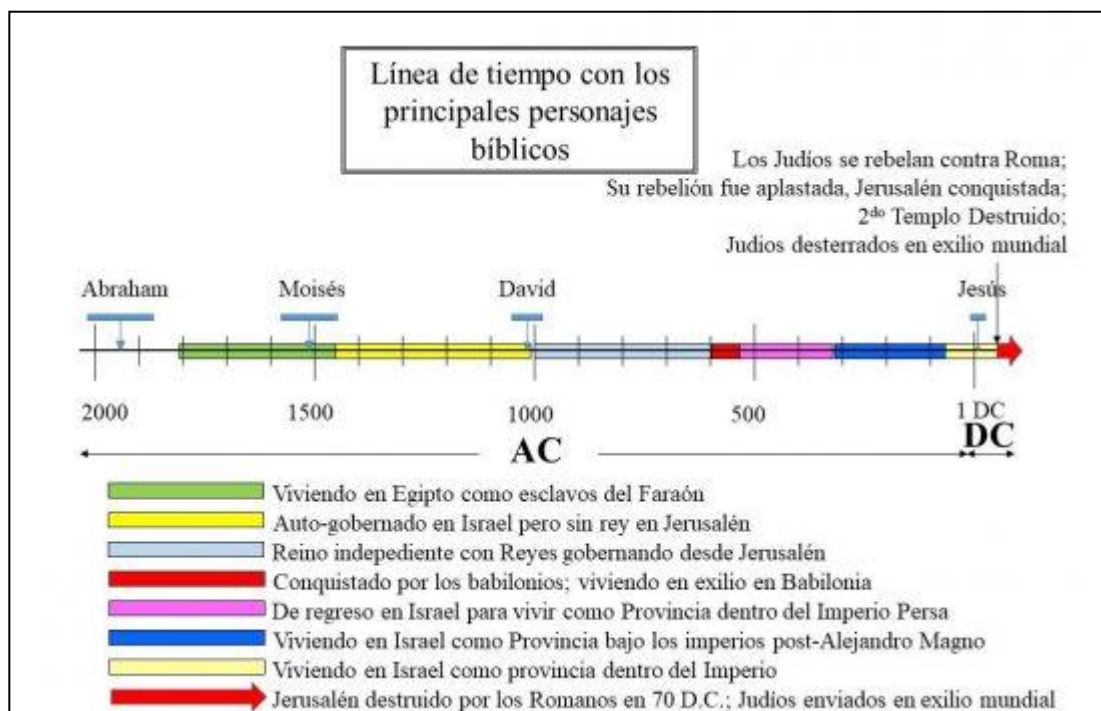 Línea de tiempo con los
principales personajes
bíblicos
Los Judíos se rebelan contra Roma;
Su rebelión fue aplastada, Jerusalén conquistada;
2do Templo Destruido;
Judios desterrados en exilio mundial
Abraham
Moisés
David
Jesús
2000
1500
1000
500
1 DC
AC
DC
Viviendo en Egipto como esclavos del Faraón
Auto-gobernado en Israel pero sin rey en Jerusalén
Reino indepediente con Reyes gobernando desde Jerusalén
Conquistado por los babilonios; viviendo en exilio en Babilonia
De regreso en Israel para vivir como Provincia dentro del Imperio Persa
Viviendo en Israel como Provincia bajo los imperios post-Alejandro Magno
Viviendo en Israel como provincia dentro del Imperio
Jerusalén destruido por los Romanos en 70 D.C.; Judíos enviados en exilio mundial